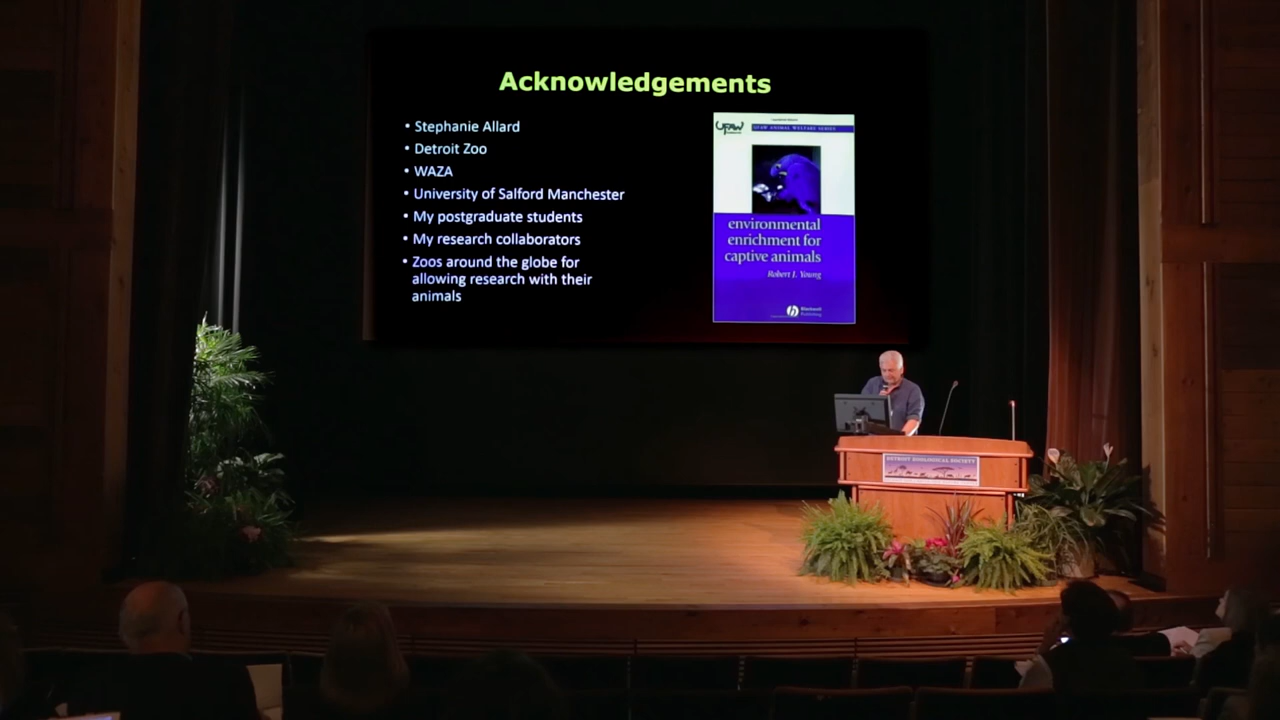 Acknowledgements
• Stephanie Allard
• Detroit Zoo
• WAZA
• University of Salford Manchester
• My postgraduate students
• My research collaborators
• Zoos around the globe for
allowing research with their
animals
UFAW
UFAW ANIMAL WELFARE SERIES
environmental
enrichment for
captive animals
Robert J. Young
Blackwell
Publishing
DETROIT ZOOLOGICAL SOCIETY